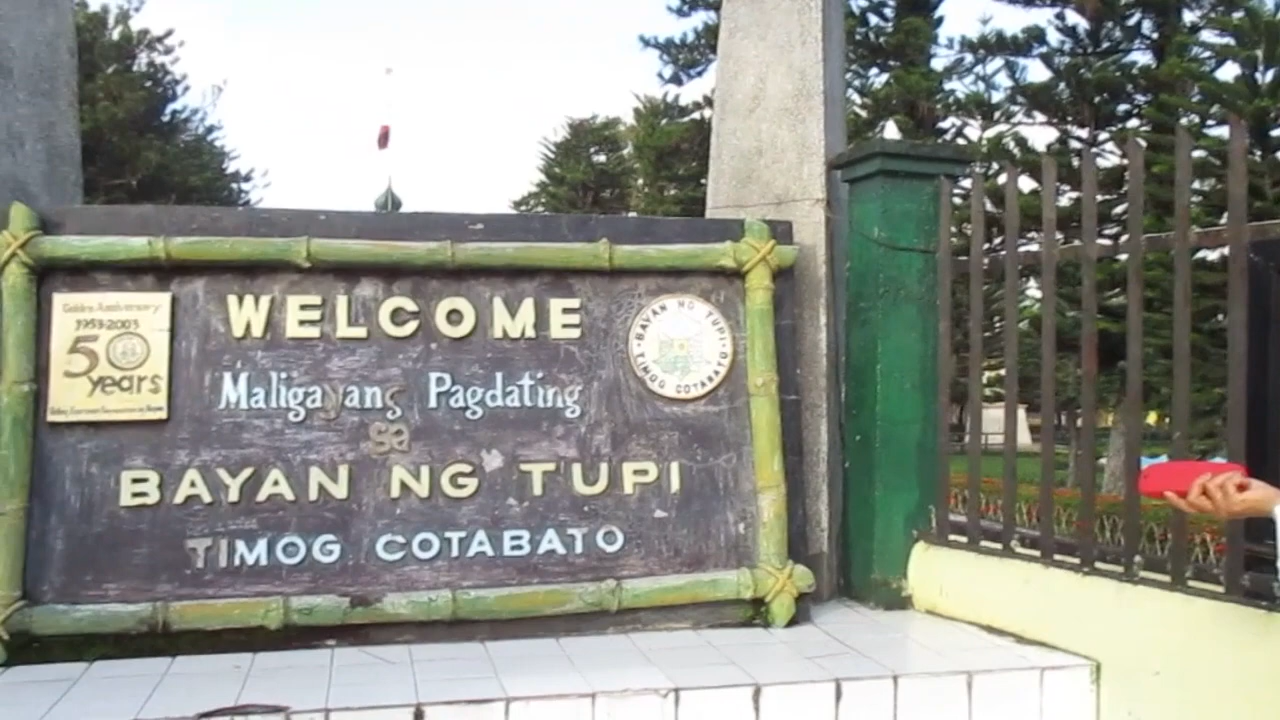 Golden Anniversary
1953-2003
50
years
WELCOME
Maligayang Pagdating
sa
BAYAN NG TUPI
TIMOG COTABATO
BAYAN NG TUPI
TIMOG COTABATO